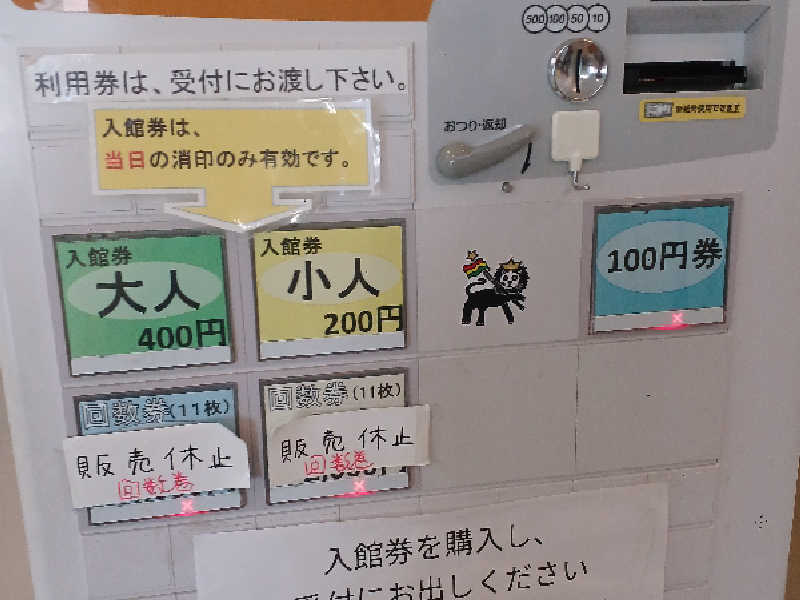 500 100 50 10
利用券は、受付にお渡し下さい。
入館券は、
当日の消印のみ有効です。
おつり・返却
入館券
大人
400円
入館券
小人
200円
100円券
回数券(11枚)
販売休止
回数券
回数券(11枚)
販売休止
回数券
入館券を購入し、
受付にお出しください